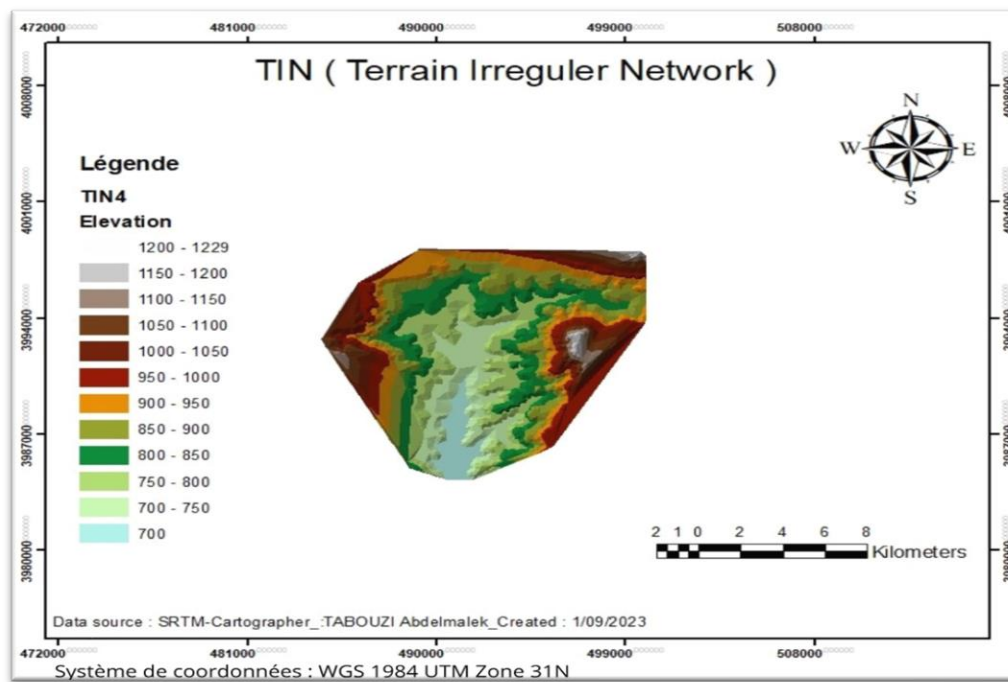 472000 481000 490000 499000 508000
TIN ( Terrain Irreguler Network )
4008000 4008000
N
W E
S
Légende
TIN4
Elevation
4001000
1200 - 1229
1150 - 1200
1100 - 1150
1050 - 1100
1000 - 1050
950 - 1000
900 - 950
850 - 900
800 - 850
750 - 800
700 - 750
700
3994000
3987000
3980000
2 1 0 2 4 6 8
Kilometers
Data source : SRTM-Cartographer_:TABOUZI Abdelmalek_Created : 1/09/2023
472000 481000 490000 499000 508000
Système de coordonnées : WGS 1984 UTM Zone 31N